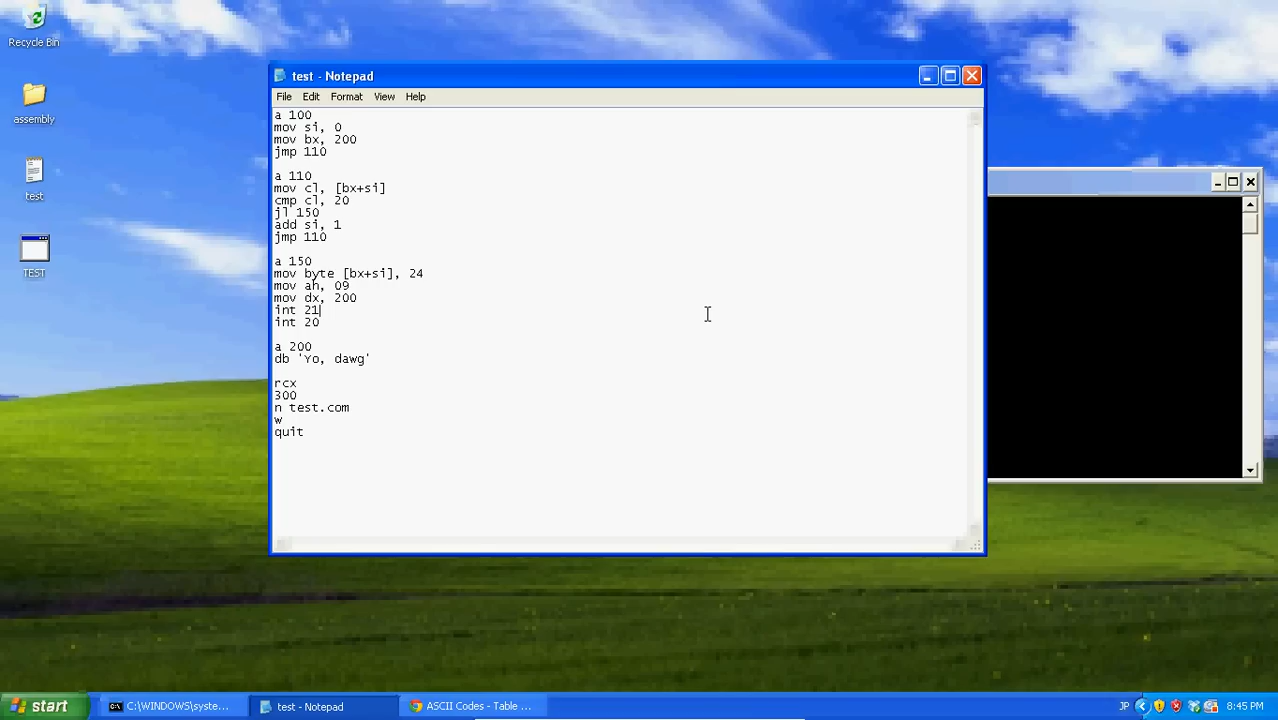 Recycle Bin
assembly
test
TEST
test - Notepad
File Edit Format View Help
a 100
mov si, 0
mov bx, 200
jmp 110
a 110
mov cl, [bx+si]
cmp cl, 20
jl 150
add si, 1
jmp 110
a 150
mov byte [bx+si], 24
mov ah, 09
mov dx, 200
int 21
int 20
a 200
db 'Yo, dawg'
rcx
300
n test.com
w
quit
start C:\WINDOWS\syste... test - Notepad ASCII Codes - Table ... JP 8:45 PM